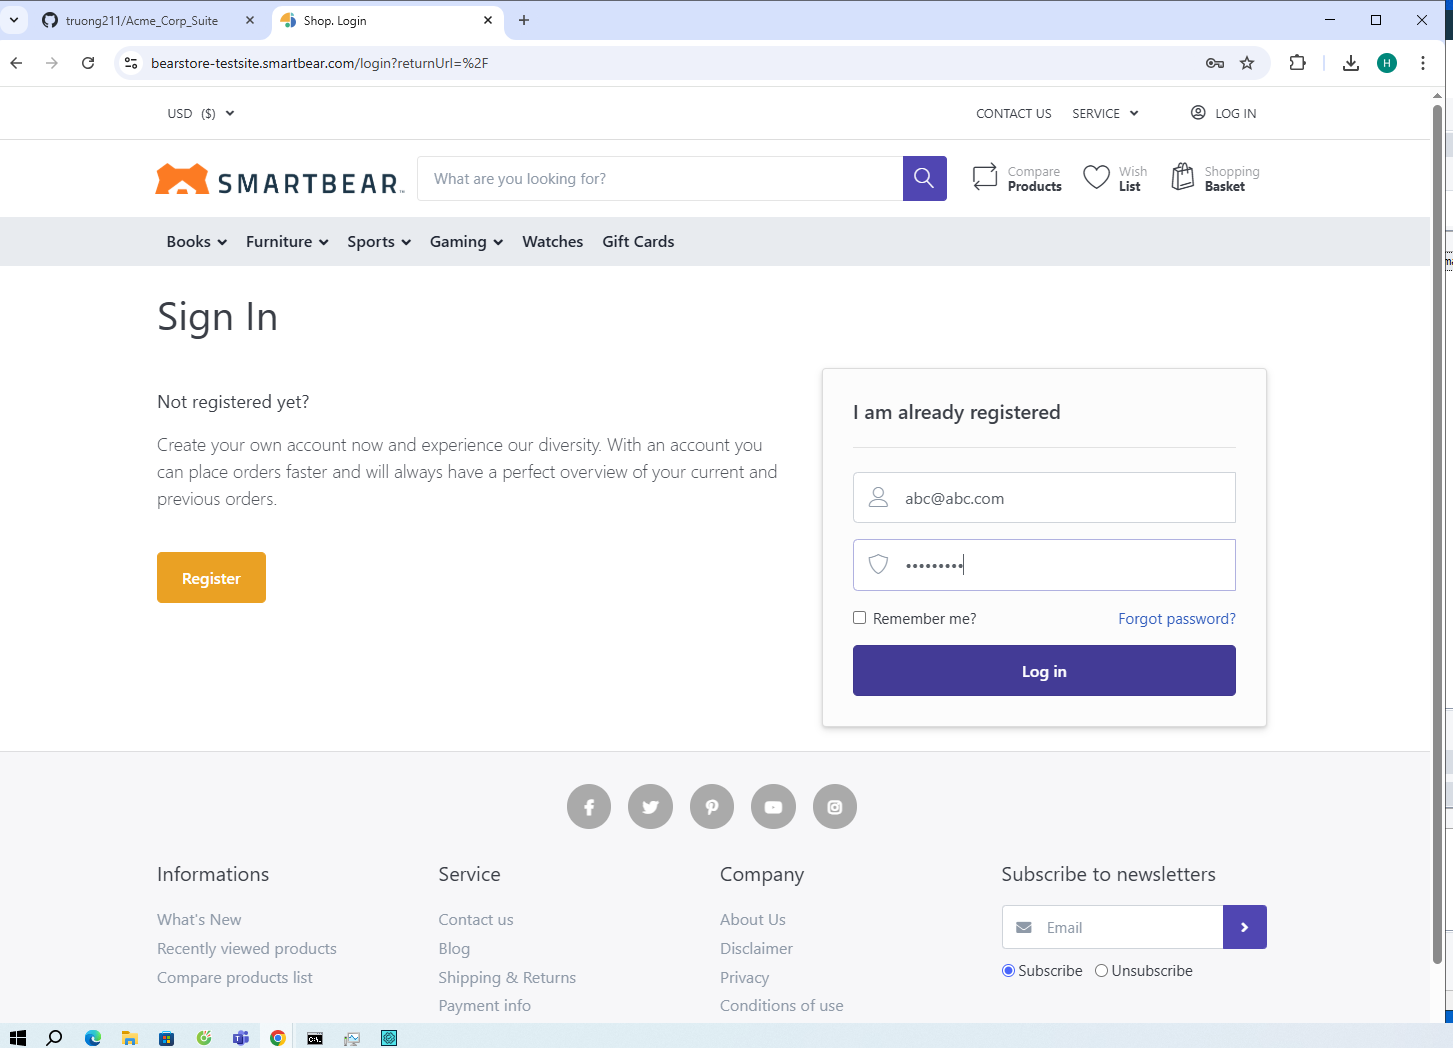 truong211/Acme_Corp_Suite
Shop. Login
bearstore-testsite.smartbear.com/login?returnUrl=%2F
H
USD ($)
CONTACT US
SERVICE
LOG IN
SMARTBEAR
What are you looking for?
Compare
Products
Wish
List
Shopping
Basket
Books
Furniture
Sports
Gaming
Watches
Gift Cards
Sign In
Not registered yet?
Create your own account now and experience our diversity. With an account you
can place orders faster and will always have a perfect overview of your current and
previous orders.
Register
I am already registered
abc@abc.com
•••••••••
Remember me?
Forgot password?
Log in
Informations
What's New
Recently viewed products
Compare products list
Service
Contact us
Blog
Shipping & Returns
Payment info
Company
About Us
Disclaimer
Privacy
Conditions of use
Subscribe to newsletters
Email
Subscribe
Unsubscribe